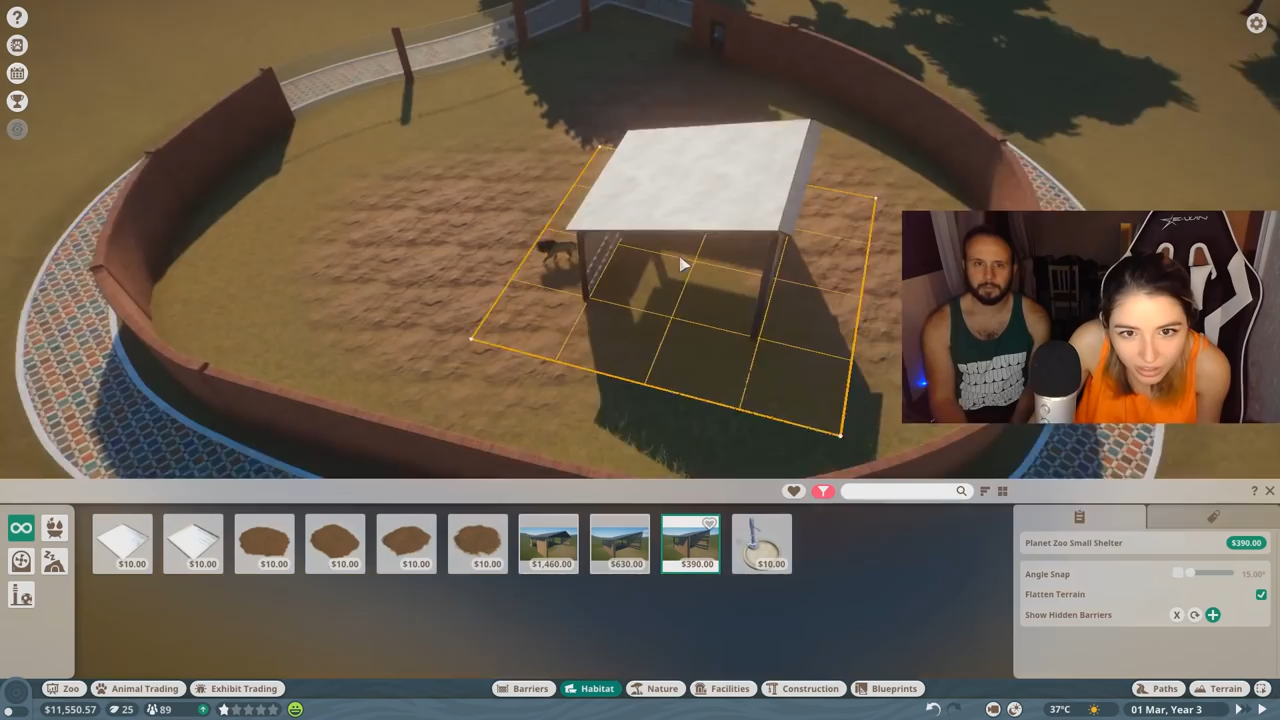 E-WIN
?
? ×
$10.00 $10.00 $10.00 $10.00 $10.00 $10.00 $1,460.00 $630.00 $390.00 $10.00
Planet Zoo Small Shelter $390.00
Angle Snap 15.00°
Flatten Terrain
Show Hidden Barriers X
Zoo Animal Trading Exhibit Trading Barriers Habitat Nature Facilities Construction Blueprints Paths Terrain
$11,550.57 25 89 37°C 01 Mar, Year 3